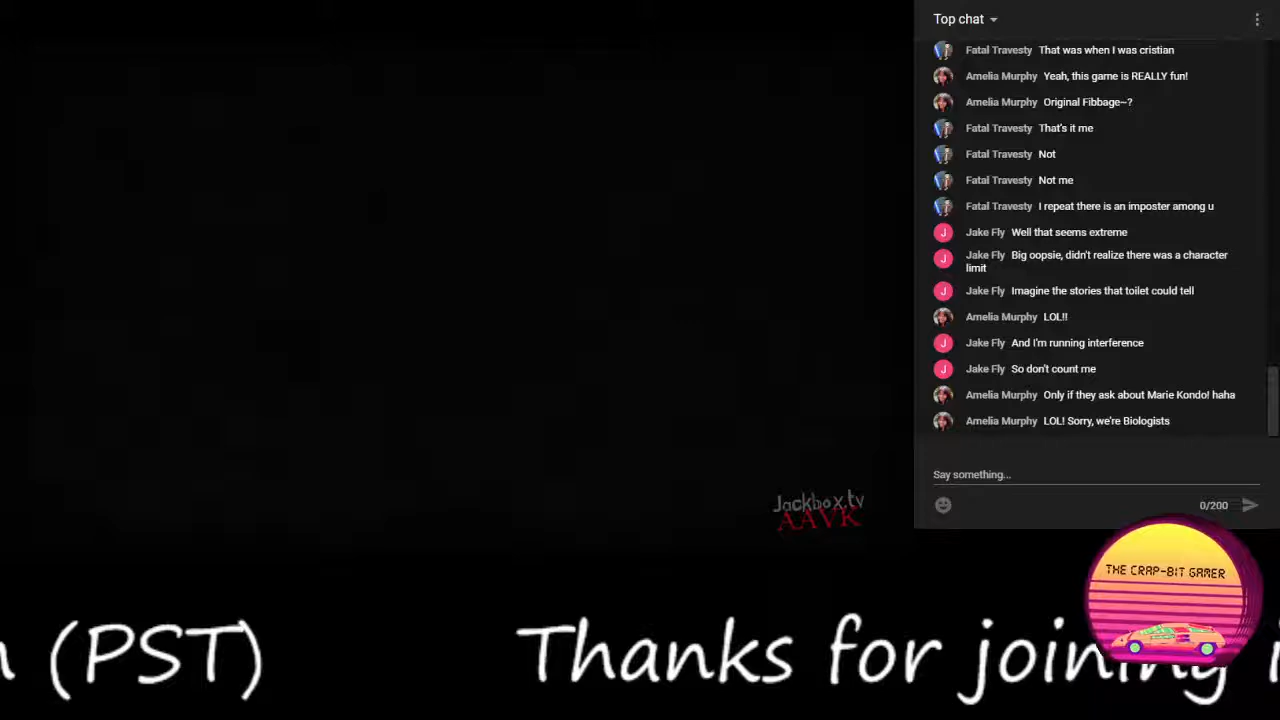 Top chat
Fatal Travesty That was when I was cristian
Amelia Murphy Yeah, this game is REALLY fun!
Amelia Murphy Original Fibbage~?
Fatal Travesty That's it me
Fatal Travesty Not
Fatal Travesty Not me
Fatal Travesty I repeat there is an imposter among u
J Jake Fly Well that seems extreme
J Jake Fly Big oopsie, didn't realize there was a character
limit
J Jake Fly Imagine the stories that toilet could tell
Amelia Murphy LOL!!
J Jake Fly And I'm running interference
J Jake Fly So don't count me
Amelia Murphy Only if they ask about Marie Kondo! haha
Amelia Murphy LOL! Sorry, we're Biologists
Say something...
0/200
Jackbox.tv
AAVK
THE CRAP-BIT GAMER
(PST) Thanks for joining